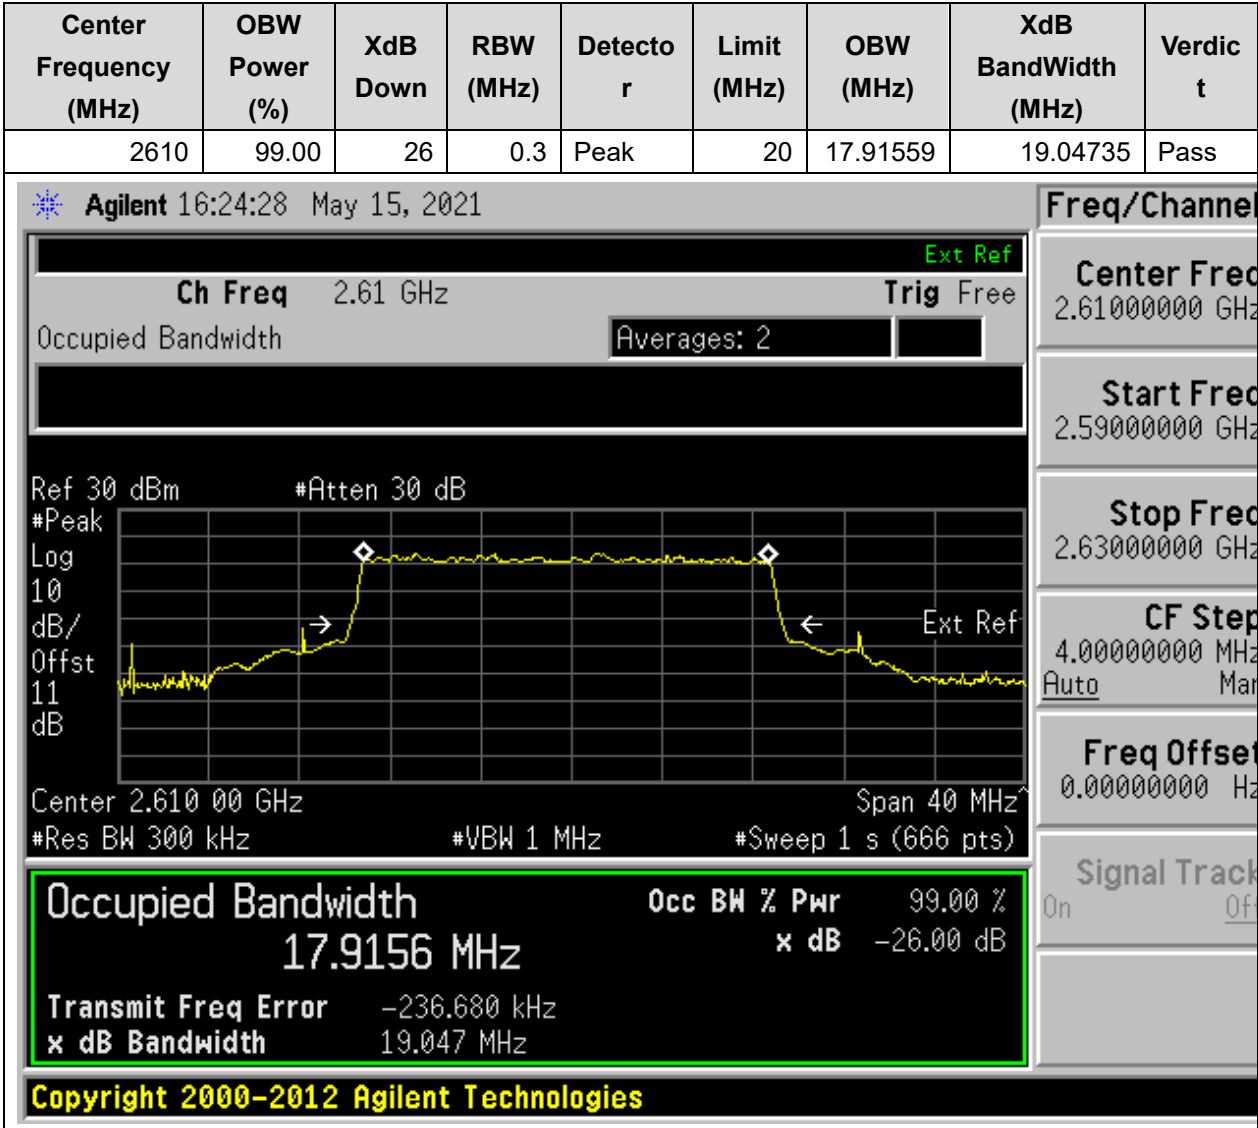 Center Frequency (MHz) OBW Power (%) XdB Down RBW (MHz) Detecto r Limit (MHz) OBW (MHz) XdB BandWidth (MHz) Verdic t
2610 99.00 26 0.3 Peak 20 17.91559 19.04735 Pass
Agilent 16:24:28 May 15, 2021
Freq/Channel
Ext Ref
Ch Freq 2.61 GHz Trig Free
Occupied Bandwidth Averages: 2
Center Freq
2.61000000 GHz
Start Freq
2.59000000 GHz
Stop Freq
2.63000000 GHz
CF Step
4.00000000 MHz
Auto Man
Freq Offset
0.00000000 Hz
Signal Track
On Off
Ref 30 dBm #Atten 30 dB
#Peak
Log
10
dB/
Offst
11
dB
Ext Ref
Center 2.610 00 GHz Span 40 MHz^
#Res BW 300 kHz #VBW 1 MHz #Sweep 1 s (666 pts)
Occupied Bandwidth Occ BW % Pwr 99.00 %
17.9156 MHz x dB -26.00 dB
Transmit Freq Error -236.680 kHz
x dB Bandwidth 19.047 MHz
Copyright 2000-2012 Agilent Technologies